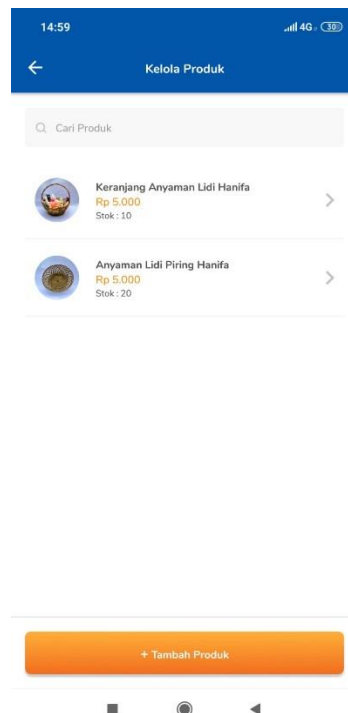 14:59
4G 30
Kelola Produk
Cari Produk
Keranjang Anyaman Lidi Hanifa
Rp 5.000
Stok : 10
Anyaman Lidi Piring Hanifa
Rp 5.000
Stok : 20
+ Tambah Produk